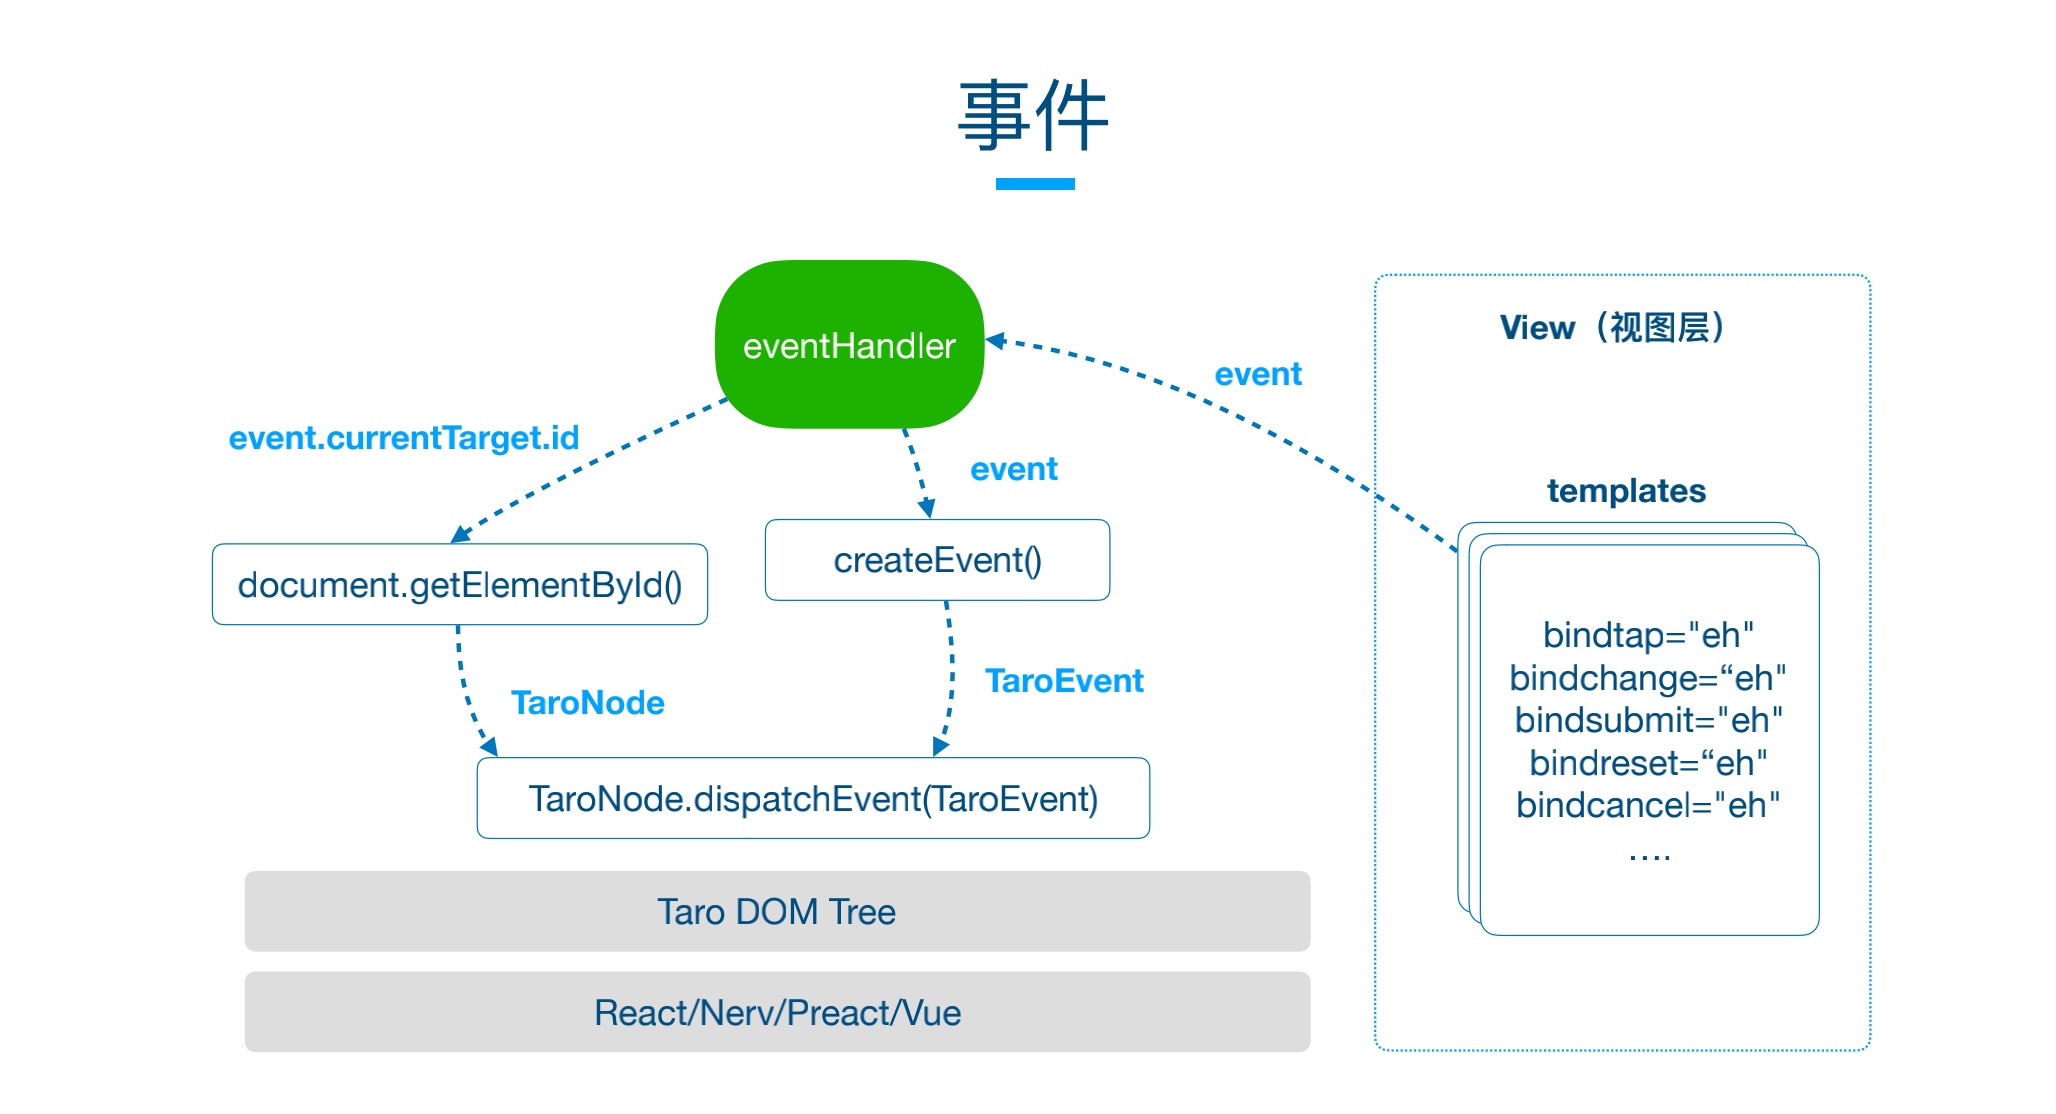 事件
eventHandler
View（视图层）
event
event.currentTarget.id
event
templates
createEvent()
document.getElementById()
bindtap="eh"
bindchange=“eh"
bindsubmit="eh"
bindreset=“eh"
bindcancel="eh"
....
TaroEvent
TaroNode
TaroNode.dispatchEvent(TaroEvent)
Taro DOM Tree
React/Nerv/Preact/Vue